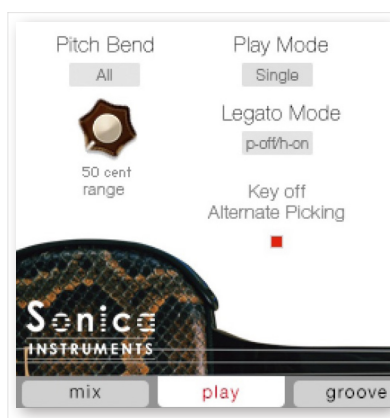 Pitch Bend
All
50 cent
range
Play Mode
Single
Legato Mode
p-off/h-on
Key off
Alternate Picking
Sonica
INSTRUMENTS
mix
play
groove